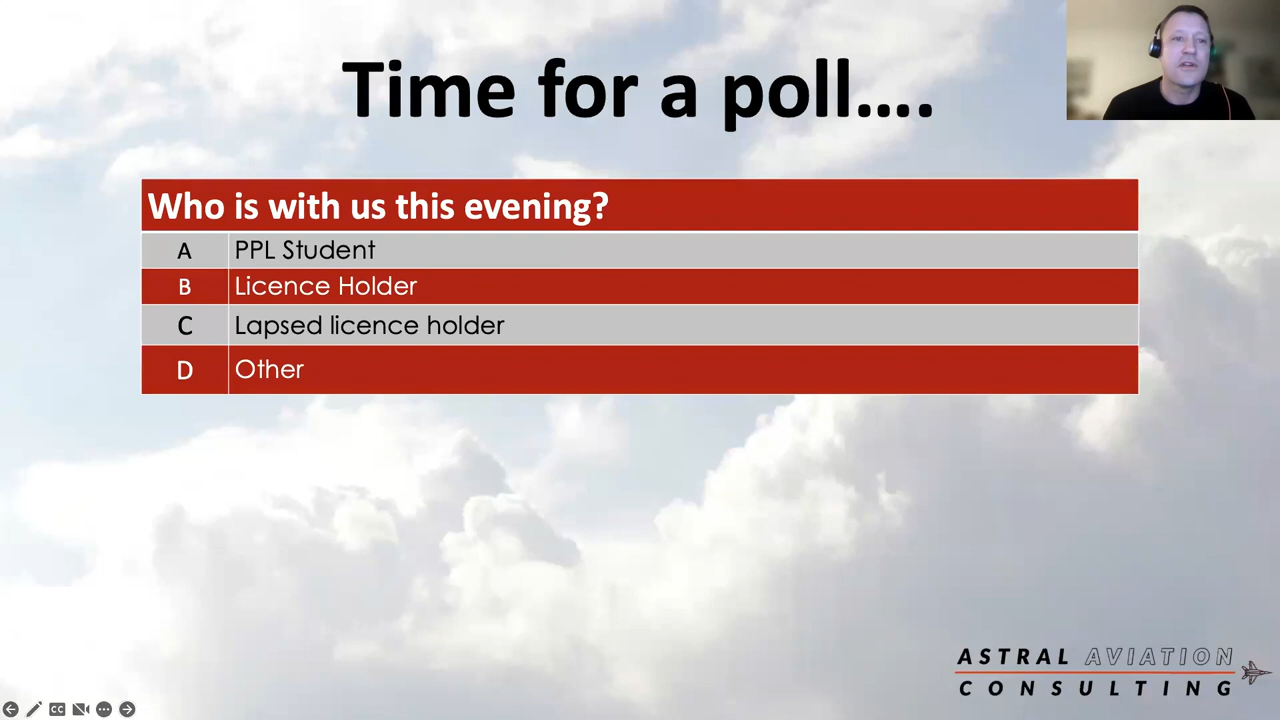 Time for a poll....
Who is with us this evening?
A PPL Student
B Licence Holder
C Lapsed licence holder
D Other
ASTRAL AVIATION
CONSULTING
CC